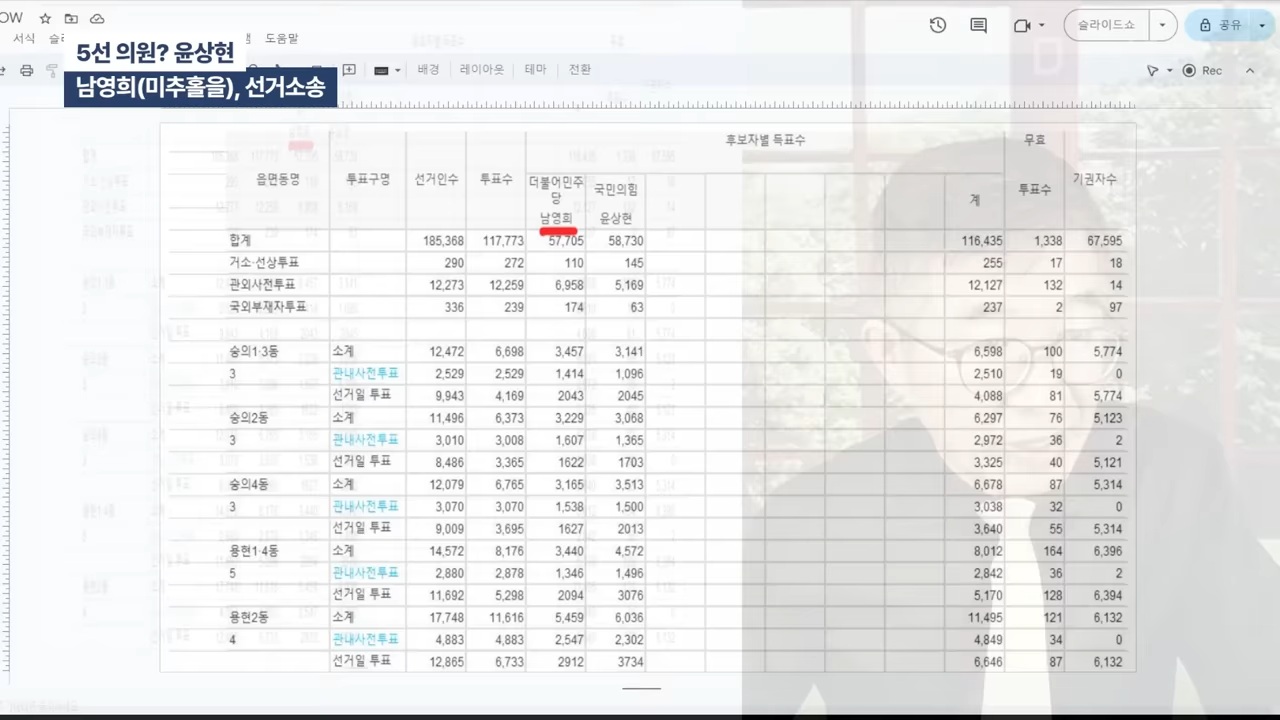 OW
서식
도움말
배경
레이아웃
테마
전환
슬라이드쇼
공유
Rec
5선 의원? 윤상현
남영희(미추홀을), 선거소송
후보자별 득표수 무효
읍면동명 투표구명 선거인수 투표수 더불어민주당 국민의힘 계 투표수 기권자수
남영희 윤상현
합계 185,368 117,773 57,705 58,730 116,435 1,338 67,595
거소·선상투표 290 272 110 145 255 17 18
관외사전투표 12,273 12,259 6,958 5,169 12,127 132 14
국외부재자투표 336 239 174 63 237 2 97
숭의1·3동 소계 12,472 6,698 3,457 3,141 6,598 100 5,774
3 관내사전투표 2,529 2,529 1,414 1,096 2,510 19 0
선거일 투표 9,943 4,169 2043 2045 4,088 81 5,774
숭의2동 소계 11,496 6,373 3,229 3,068 6,297 76 5,123
3 관내사전투표 3,010 3,008 1,607 1,365 2,972 36 2
선거일 투표 8,486 3,365 1622 1703 3,325 40 5,121
숭의4동 소계 12,079 6,765 3,165 3,513 6,678 87 5,314
3 관내사전투표 3,070 3,070 1,538 1,500 3,038 32 0
선거일 투표 9,009 3,695 1627 2013 3,640 55 5,314
용현1·4동 소계 14,572 8,176 3,440 4,572 8,012 164 6,396
5 관내사전투표 2,880 2,878 1,346 1,496 2,842 36 2
선거일 투표 11,692 5,298 2094 3076 5,170 128 6,394
용현2동 소계 17,748 11,616 5,459 6,036 11,495 121 6,132
4 관내사전투표 4,883 4,883 2,547 2,302 4,849 34 0
선거일 투표 12,865 6,733 2912 3734 6,646 87 6,132